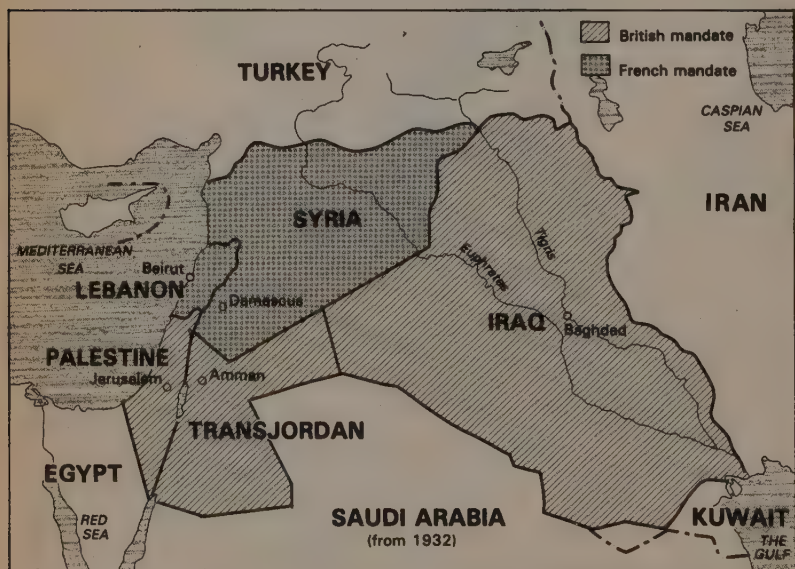 British mandate
French mandate
TURKEY
CASPIAN
SEA
IRAN
SYRIA
MEDITERRANEAN
SEA
Beirut
LEBANON
Damascus
Euphrates
Tigris
IRAQ
Baghdad
PALESTINE
Jerusalem
Amman
TRANSJORDAN
EGYPT
RED
SEA
SAUDI ARABIA
(from 1932)
KUWAIT
THE
GULF